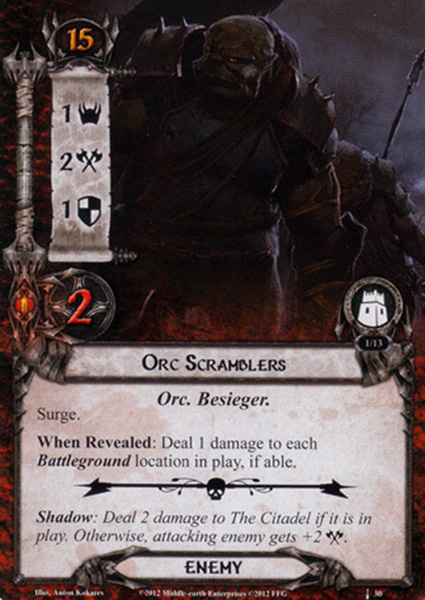 15
1
2
1
2
1/13
Orc Scramblers
Orc. Besieger.
Surge.
When Revealed: Deal 1 damage to each
Battleground location in play, if able.
Shadow: Deal 2 damage to The Citadel if it is in
play. Otherwise, attacking enemy gets +2
Enemy
Illus. Anton Kokarev ©2012 Middle-earth Enterprises ©2012 FFG 30